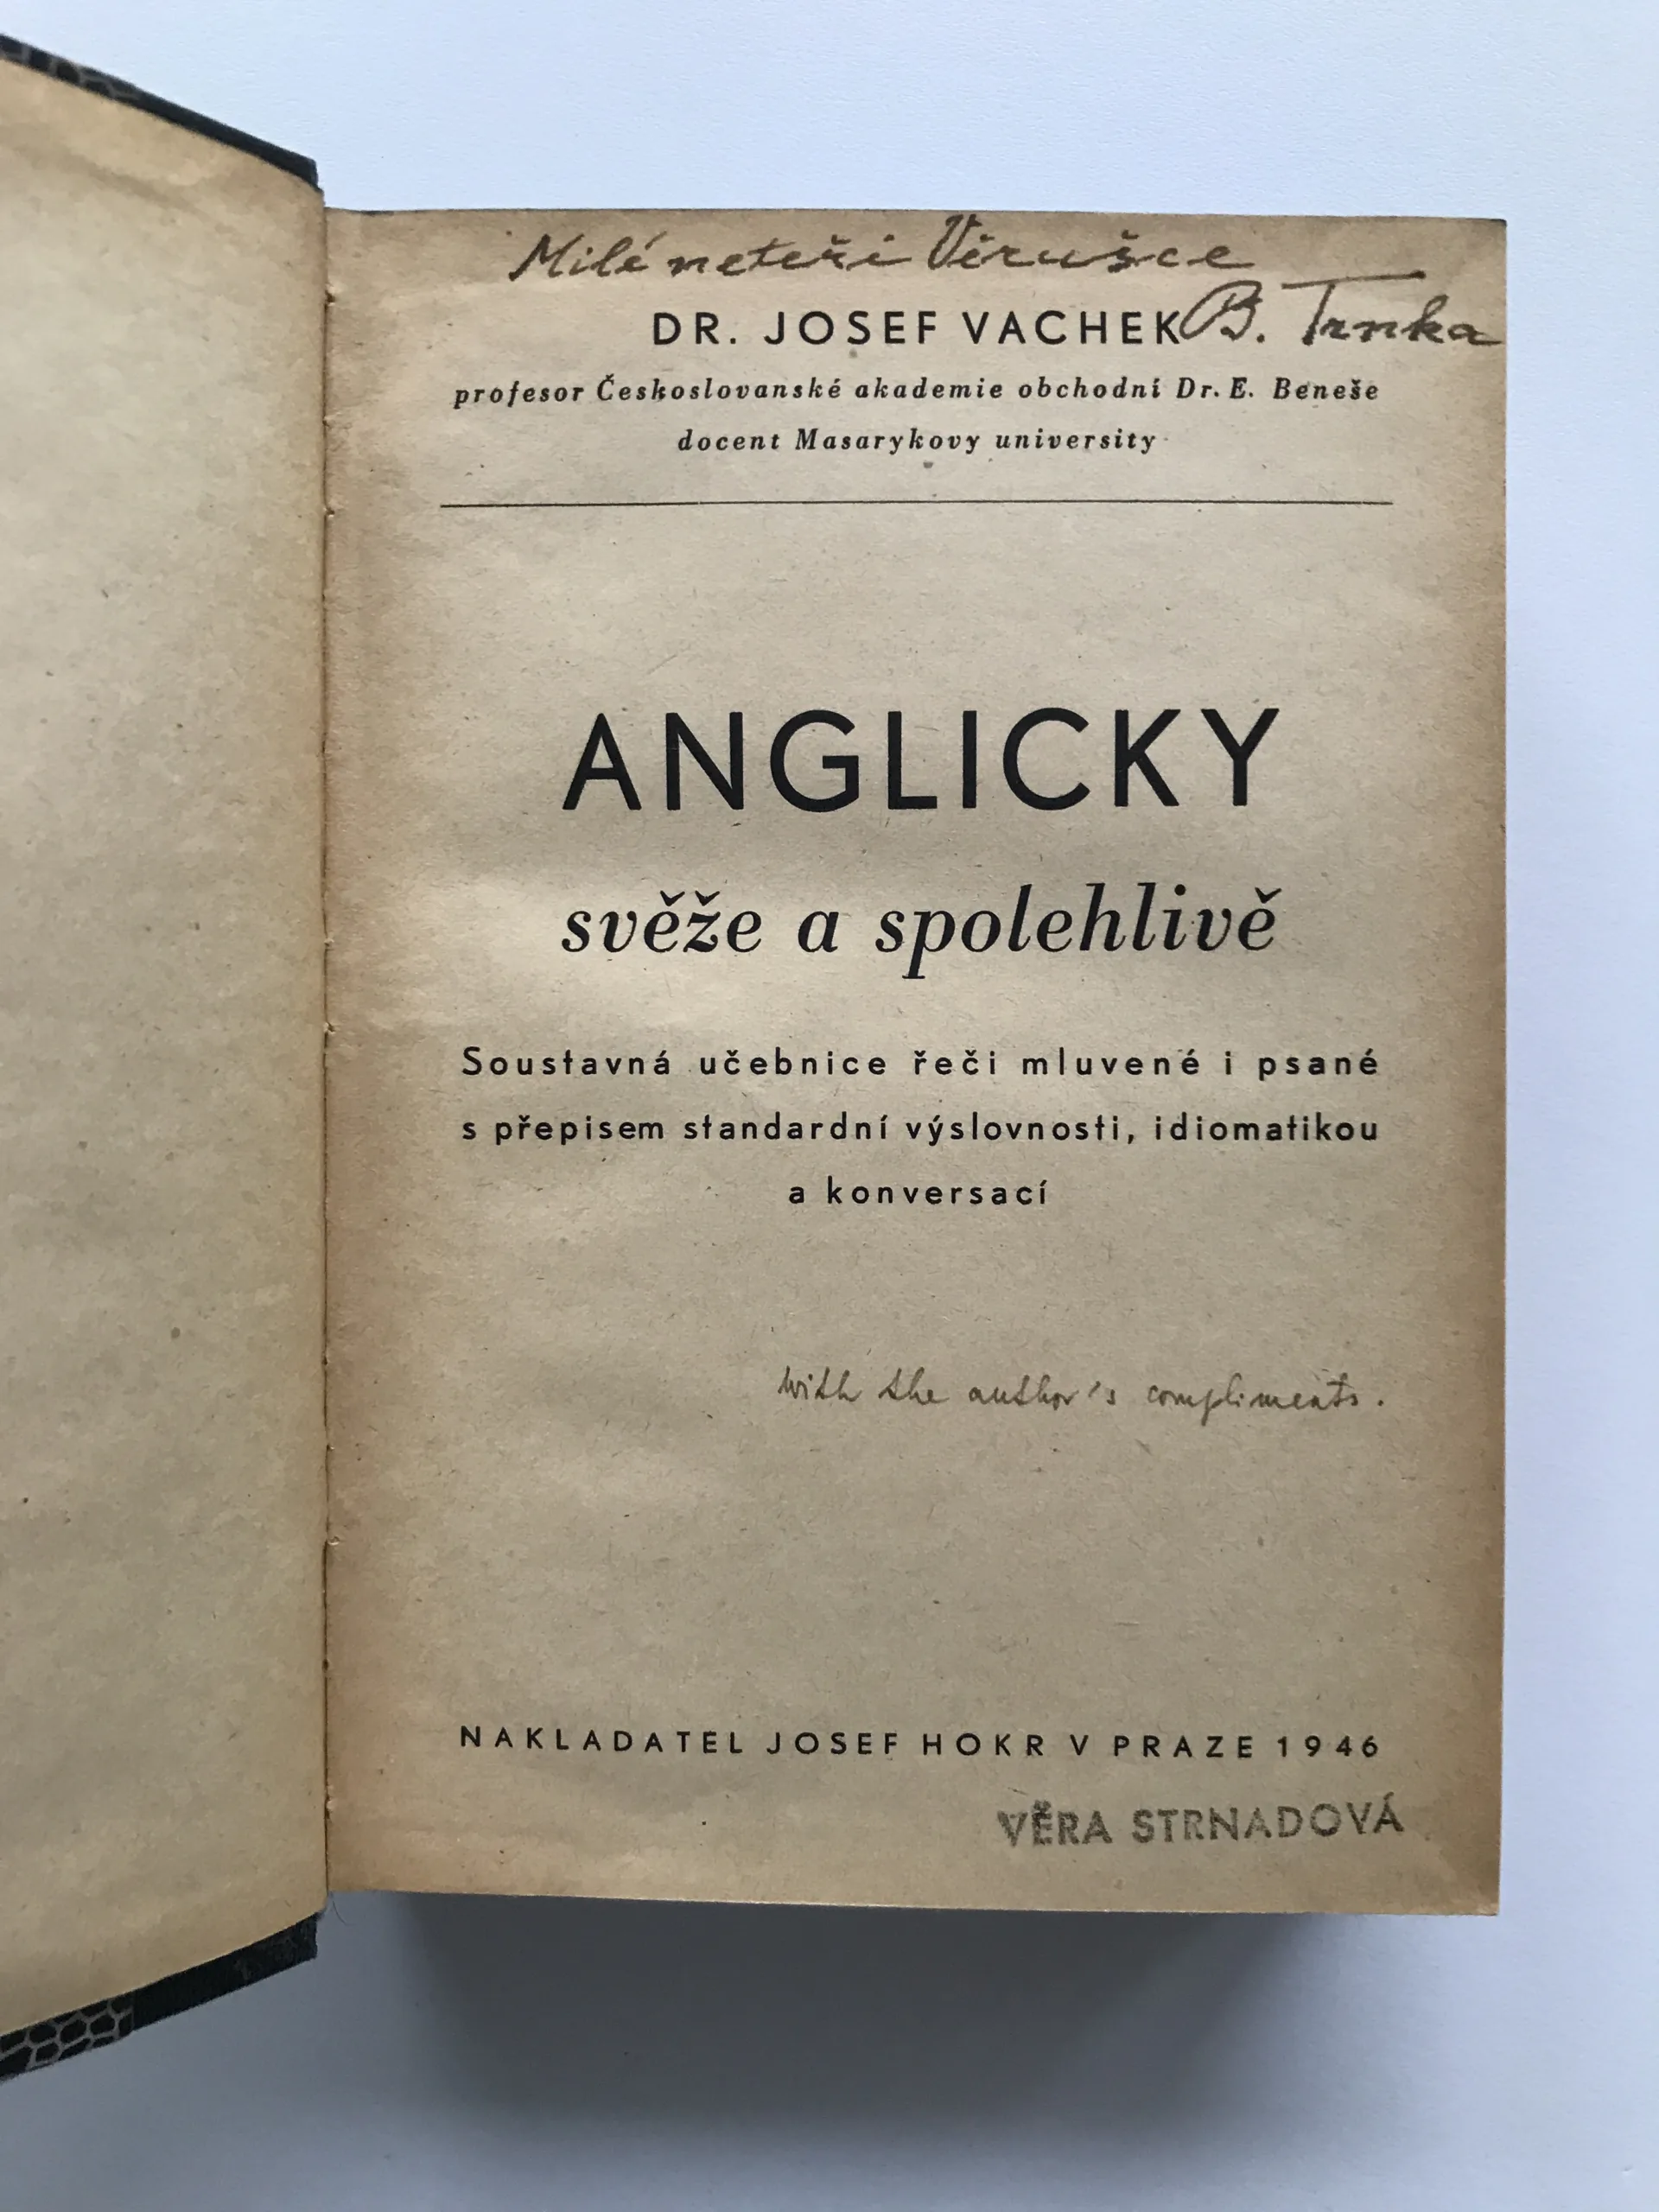 Milé neteři Věrušce
B. Trnka
DR. JOSEF VACHEK
profesor Českoslovanské akademie obchodní Dr. E. Beneše
docent Masarykovy university
ANGLICKY
svěže a spolehlivě
Soustavná učebnice řeči mluvené i psané
s přepisem standardní výslovnosti, idiomatikou
a konversací
with the author's compliments.
NAKLADATEL JOSEF HOKR V PRAZE 1946
VĚRA STRNADOVÁ